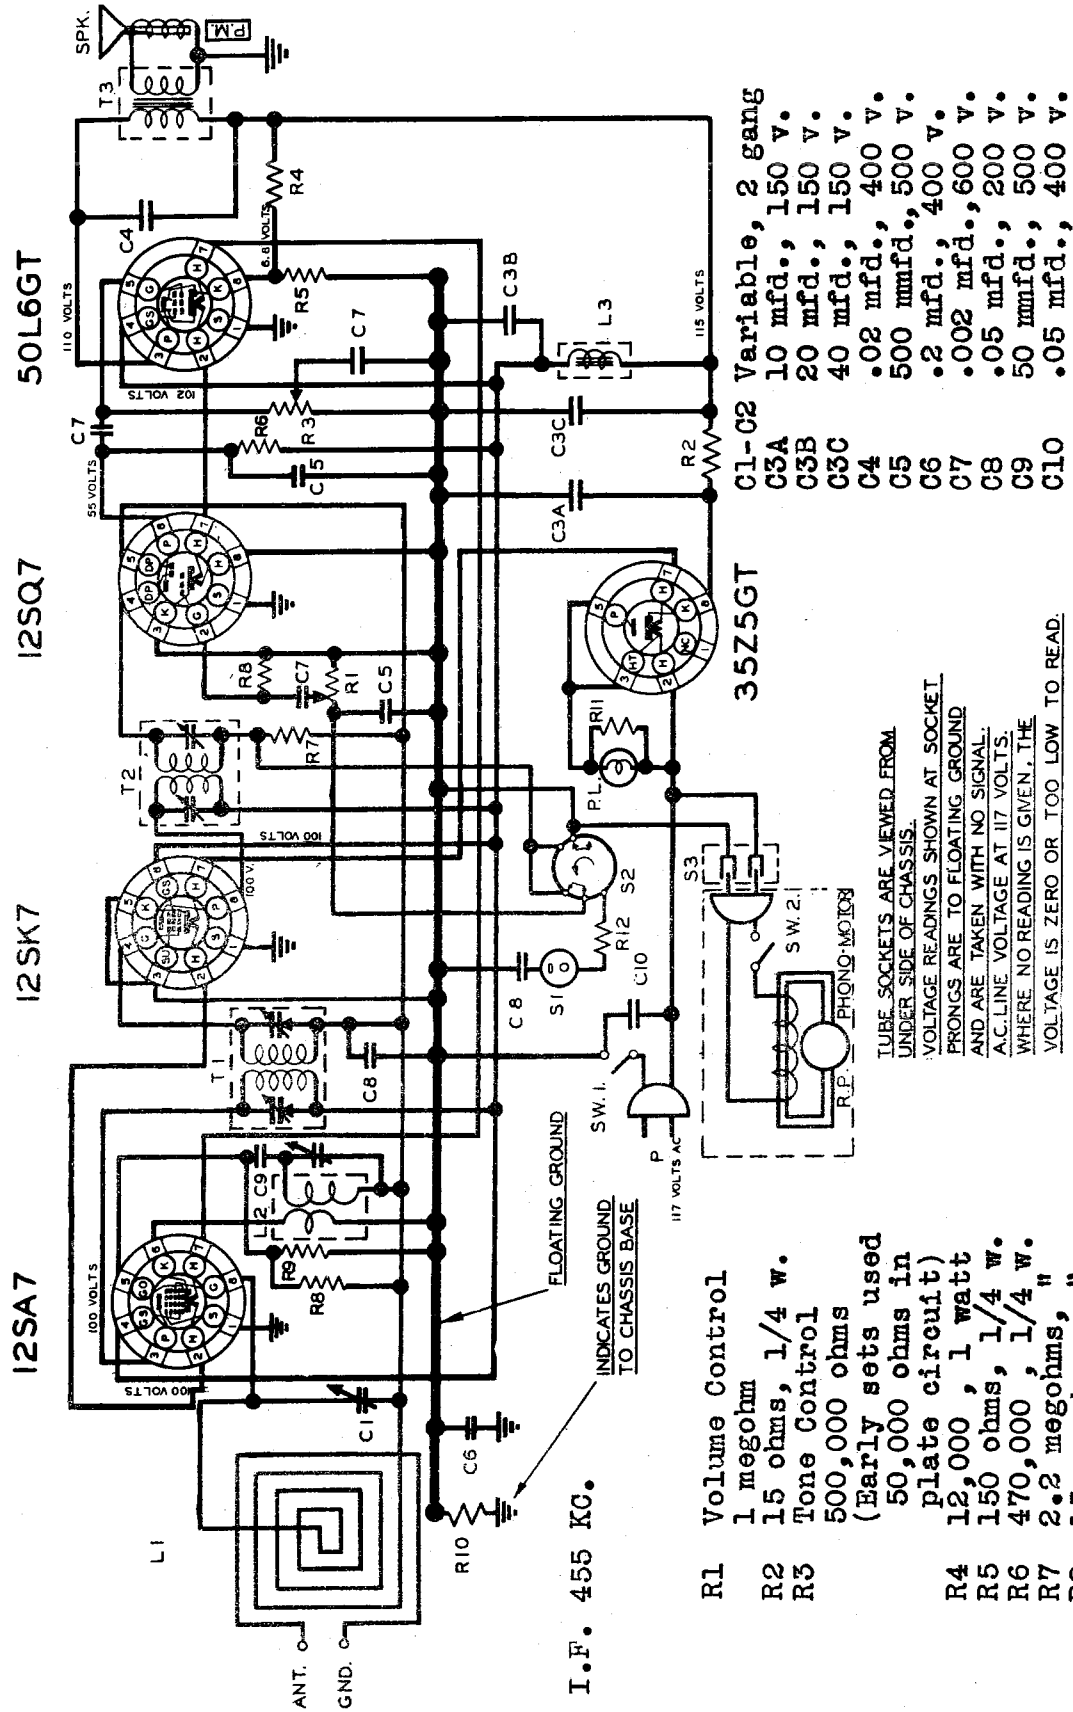 12SA7
12SK7
12SQ7
50L6GT
SPK.
P.M.
T3
C4
110 VOLTS
R4
6.8 VOLTS
R5
C7
102 VOLTS
C7
55 VOLTS
R6
R3
C5
T2
R8
C7
R1
C5
R7
100 VOLTS
100 V.
T1
C8
C9
L2
R9
R8
100 VOLTS
100 VOLTS
C1
L1
ANT.
GND.
R10
C6
FLOATING GROUND
INDICATES GROUND
TO CHASSIS BASE
I.F. 455 KC.
C3B
L3
C3C
C3A
R2
115 VOLTS
35Z5GT
P.L.
R11
S2
R12
S1
C8
C10
SW. 1.
P
117 VOLTS AC
S3
SW. 2.
PHONO-MOTOR
R.P.
TUBE SOCKETS ARE VIEWED FROM
UNDER SIDE OF CHASSIS.
VOLTAGE READINGS SHOWN AT SOCKET
PRONGS ARE TO FLOATING GROUND
AND ARE TAKEN WITH NO SIGNAL.
A.C. LINE VOLTAGE AT 117 VOLTS.
WHERE NO READING IS GIVEN, THE
VOLTAGE IS ZERO OR TOO LOW TO READ.
R1 Volume Control
1 megohm
R2 15 ohms, 1/4 w.
R3 Tone Control
500,000 ohms
(Early sets used
50,000 ohms in
plate circuit)
R4 12,000 , 1 watt
R5 150 ohms, 1/4 w.
R6 470,000 , 1/4 w.
R7 2.2 megohms, "
C1-C2 Variable, 2 gang
C3A 10 mfd., 150 v.
C3B 20 mfd., 150 v.
C3C 40 mfd., 150 v.
C4 .02 mfd., 400 v.
C5 500 mmfd., 500 v.
C6 .2 mfd., 400 v.
C7 .002 mfd., 600 v.
C8 .05 mfd., 200 v.
C9 50 mmfd., 500 v.
C10 .05 mfd., 400 v.